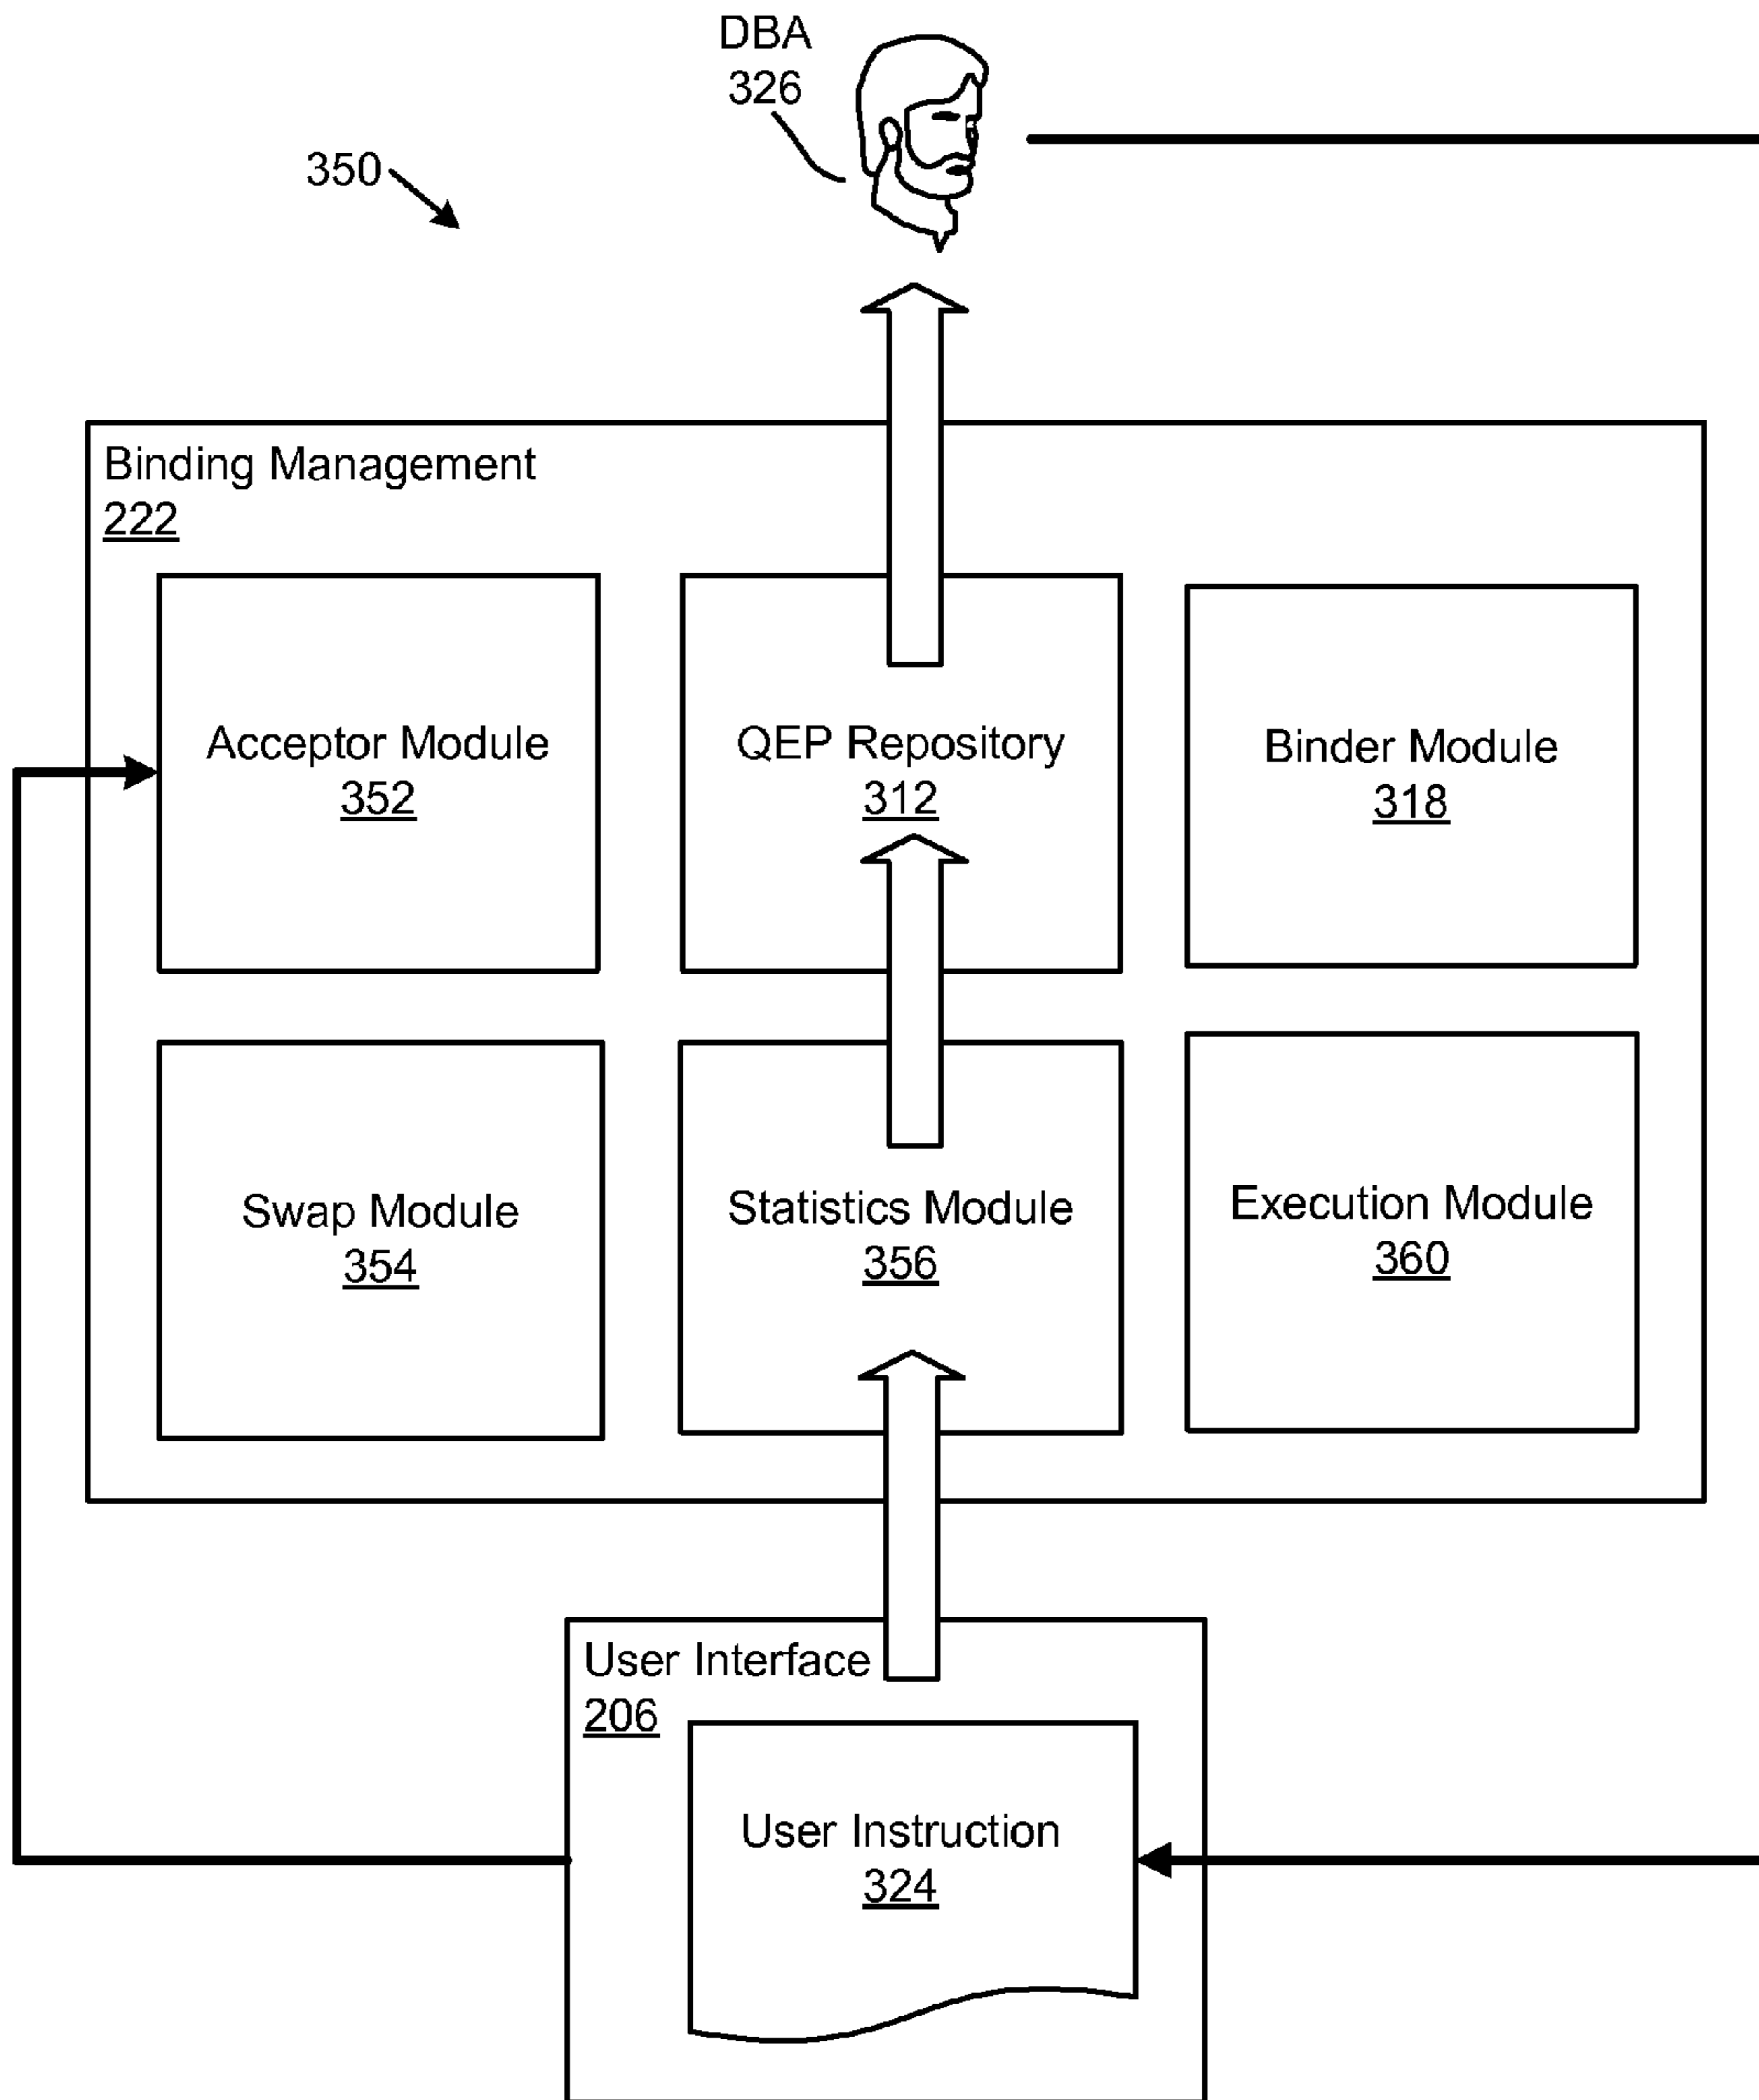 DBA
326
350
Binding Management
222
Acceptor Module
352
QEP Repository
312
Binder Module
318
Swap Module
354
Statistics Module
356
Execution Module
360
User Interface
206
User Instruction
324